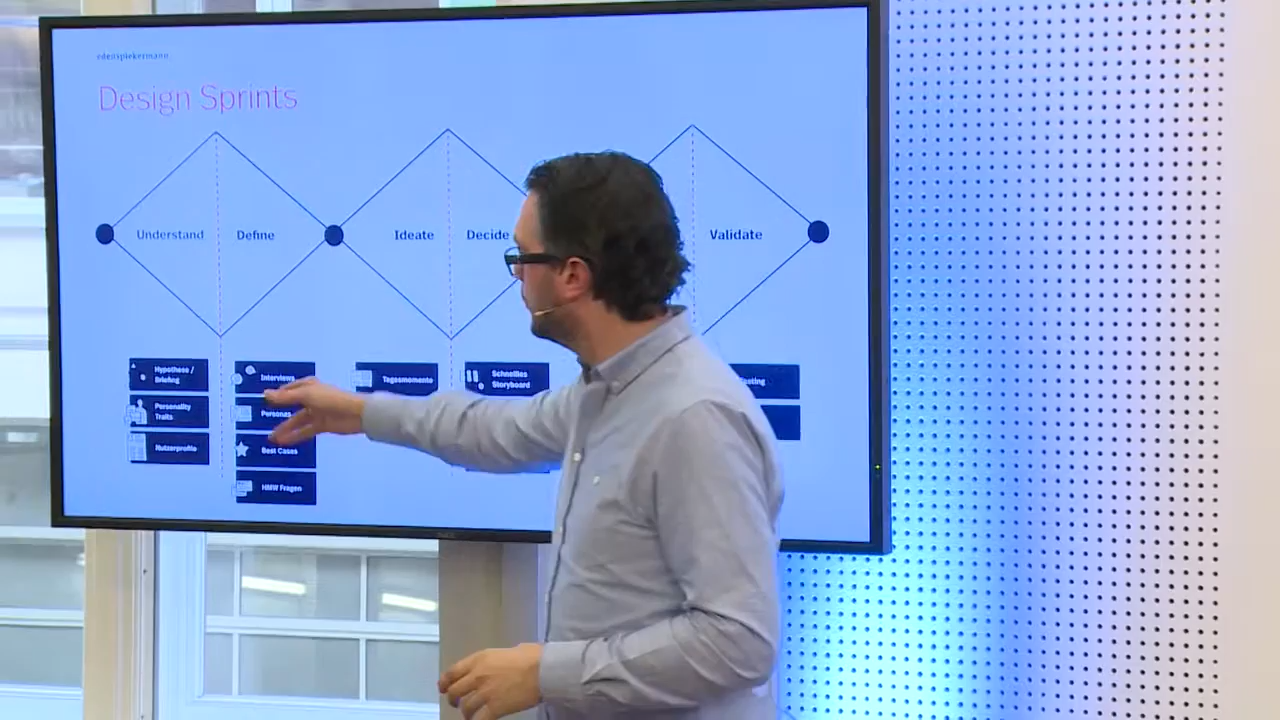 edenspiekermann
Design Sprints
Understand
Define
Ideate
Decide
Validate
Hypothese /
Briefing
Personality
Traits
Nutzerprofile
Interviews
Personas
Best Cases
HMW Fragen
Tagesmomente
Schnelles
Storyboard